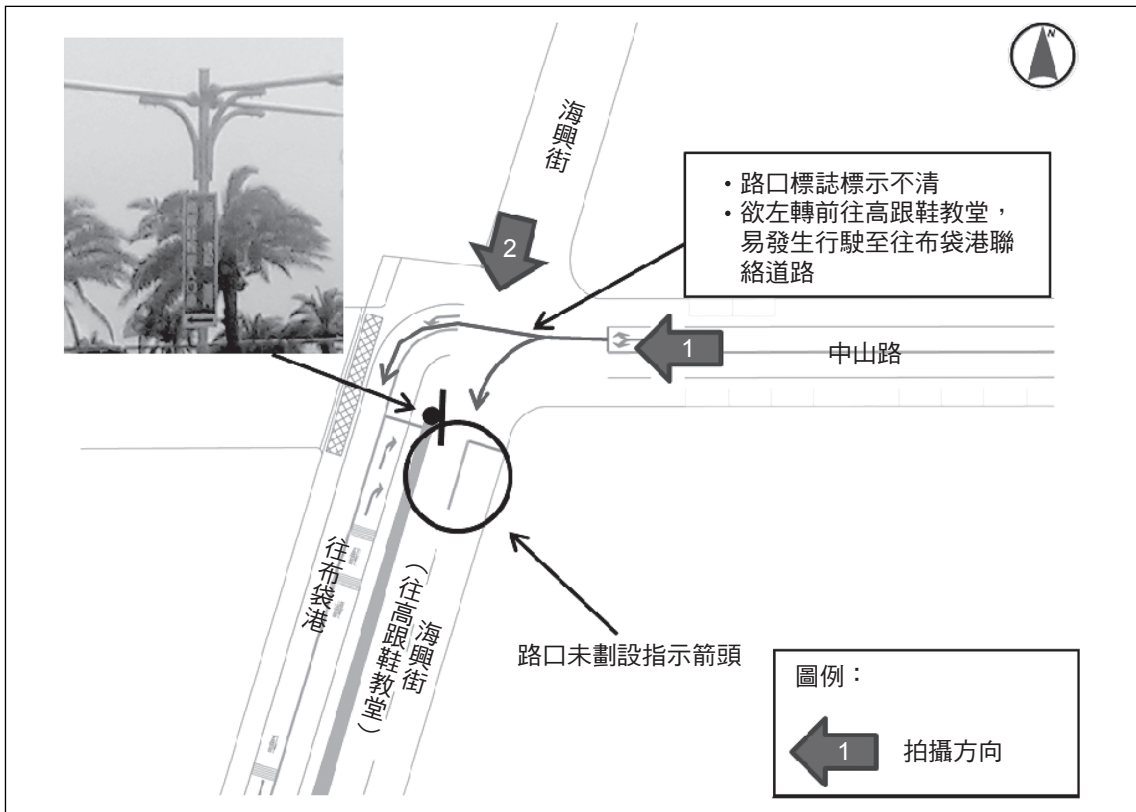 N
海興街
・路口標誌標示不清
・欲左轉前往高跟鞋教堂，
易發生行駛至往布袋港聯
絡道路
2
1
中山路
往布袋港
海興街
（往高跟鞋教堂）
路口未劃設指示箭頭
圖例：
1
拍攝方向